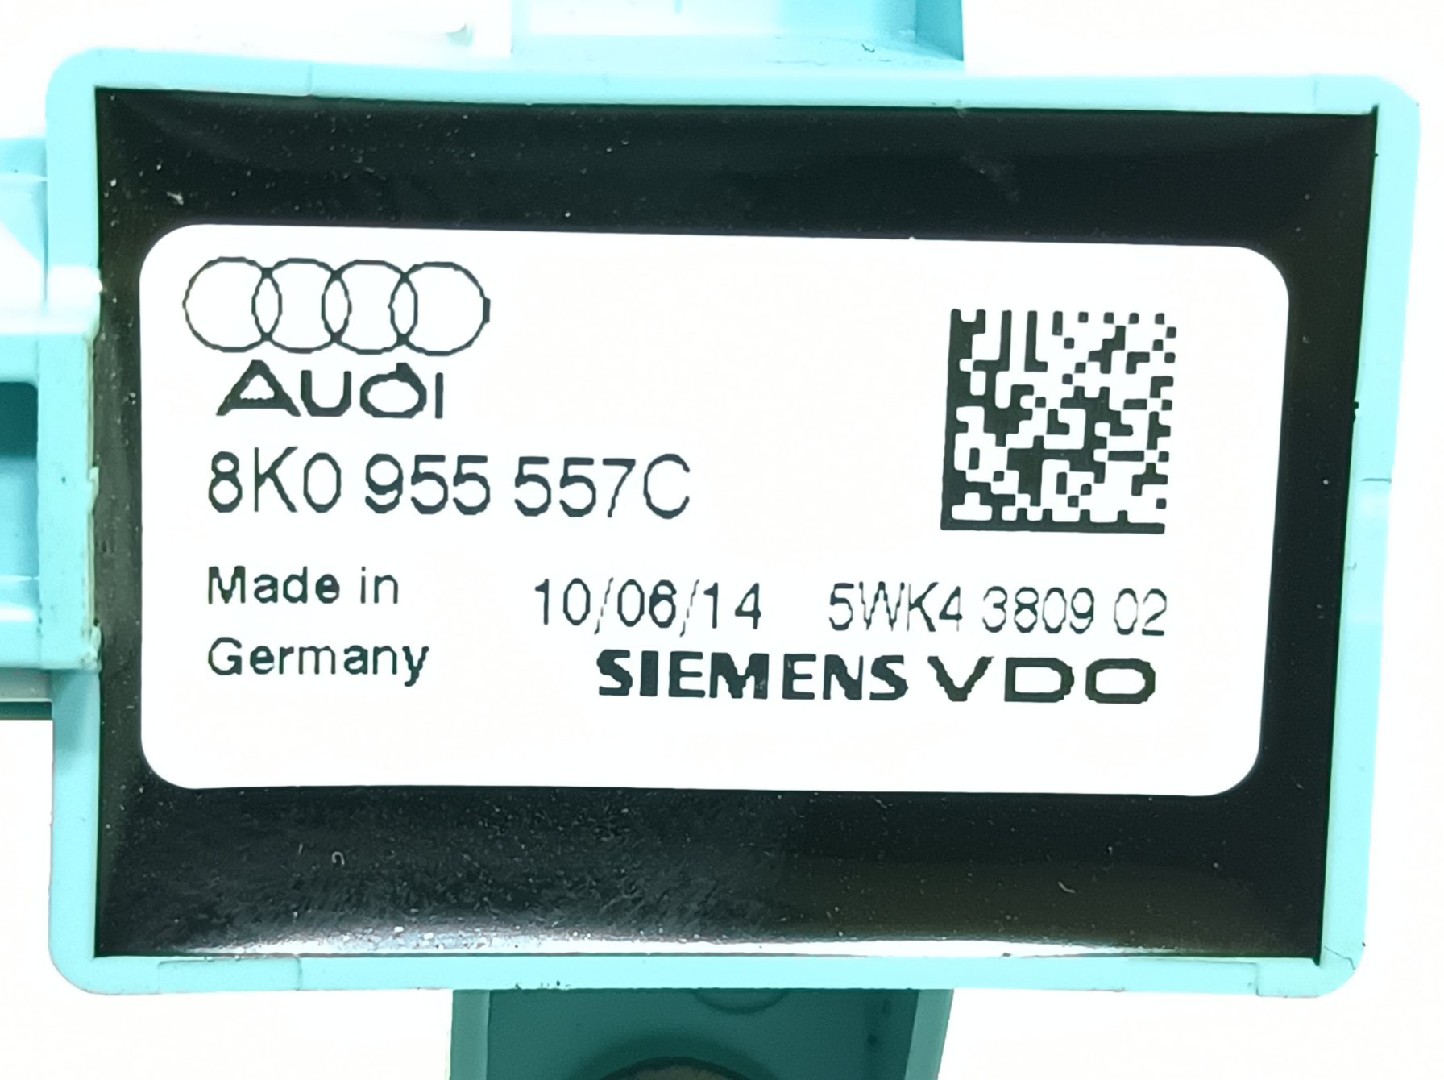 Audi
8K0 955 557C
Made in
Germany
10/06/14 5WK4 3809 02
SIEMENS VDO